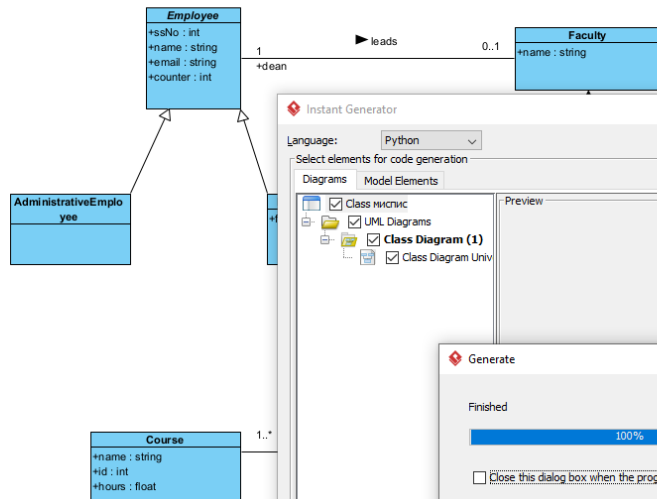 Employee
+ssNo : int
+name : string
+email : string
+counter : int
1
+dean
leads
0..1
Faculty
+name : string
AdministrativeEmplo
yee
+f
Course
+name : string
+id : int
+hours : float
1..*
Instant Generator
Language:
Python
Select elements for code generation
Diagrams
Model Elements
Class миспис
UML Diagrams
Class Diagram (1)
Class Diagram Univ
Preview
Generate
Finished
100%
Close this dialog box when the prog